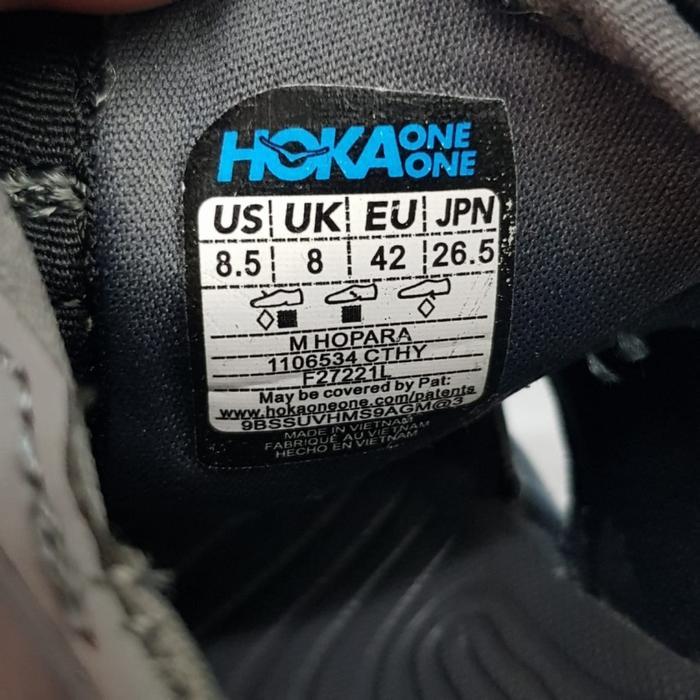 HOKA ONE ONE
US UK EU JPN
8.5 8 42 26.5
M HOPARA
1106534 CTHY
F27221L
May be covered by Pat:
www.hokaoneone.com/patents
9BSSUVHMS9AGM@3
MADE IN VIETNAM
FABRIQUÉ AU VIETNAM
HECHO EN VIETNAM